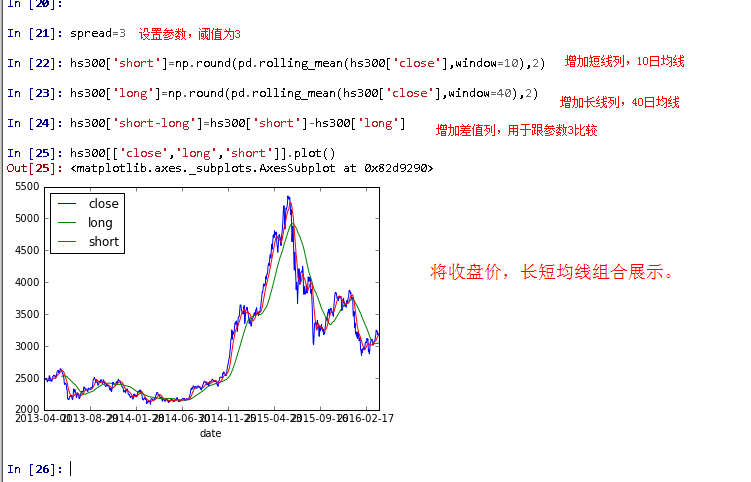 In [20]:
In [21]: spread=3 设置参数，阈值为3
In [22]: hs300['short']=np.round(pd.rolling_mean(hs300['close'],window=10),2) 增加短线列，10日均线
In [23]: hs300['long']=np.round(pd.rolling_mean(hs300['close'],window=40),2) 增加长线列，40日均线
In [24]: hs300['short-long']=hs300['short']-hs300['long'] 增加差值列，用于跟参数3比较
In [25]: hs300[['close','long','short']].plot()
Out[25]: <matplotlib.axes._subplots.AxesSubplot at 0x82d9290>
5500
close
long
short
5000
4500
4000
3500
3000
2500
2000
将收盘价，长短均线组合展示。
2013-04-01
2013-08-29
2014-01-28
2014-06-30
2014-11-25
2015-04-28
2015-09-15
2016-02-17
date
In [26]: